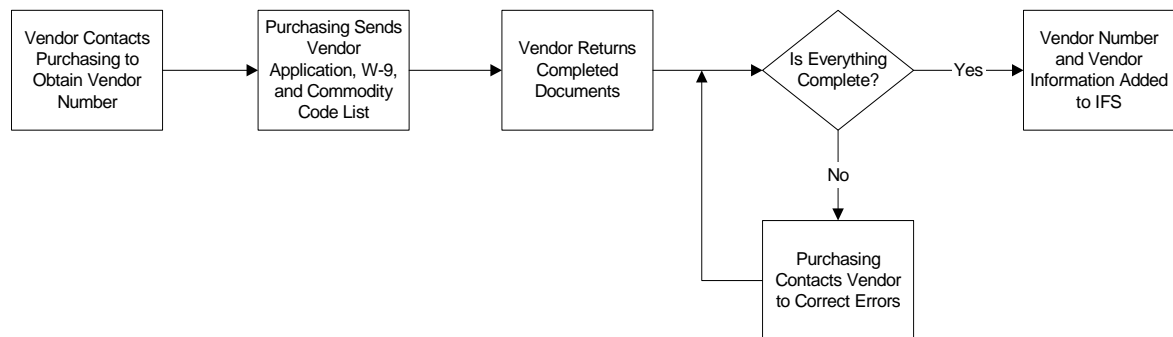 Vendor Contacts
Purchasing to
Obtain Vendor
Number
Purchasing Sends
Vendor
Application, W-9,
and Commodity
Code List
Vendor Returns
Completed
Documents
Is Everything
Complete?
Yes
Vendor Number
and Vendor
Information Added
to IFS
No
Purchasing
Contacts Vendor
to Correct Errors